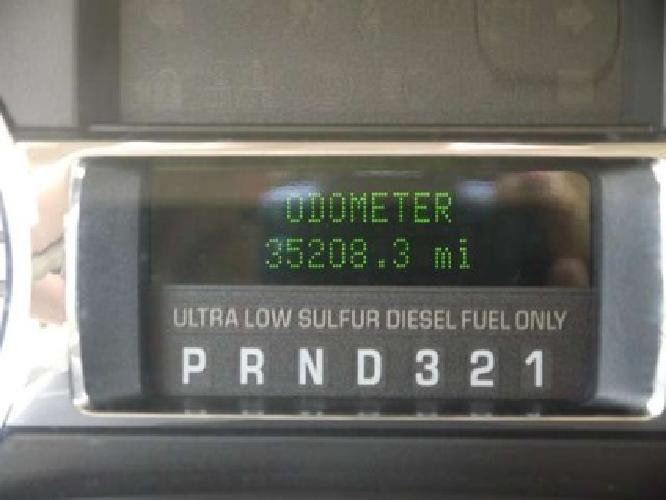 ODOMETER
35208.3 mi
ULTRA LOW SULFUR DIESEL FUEL ONLY
P R N D 3 2 1